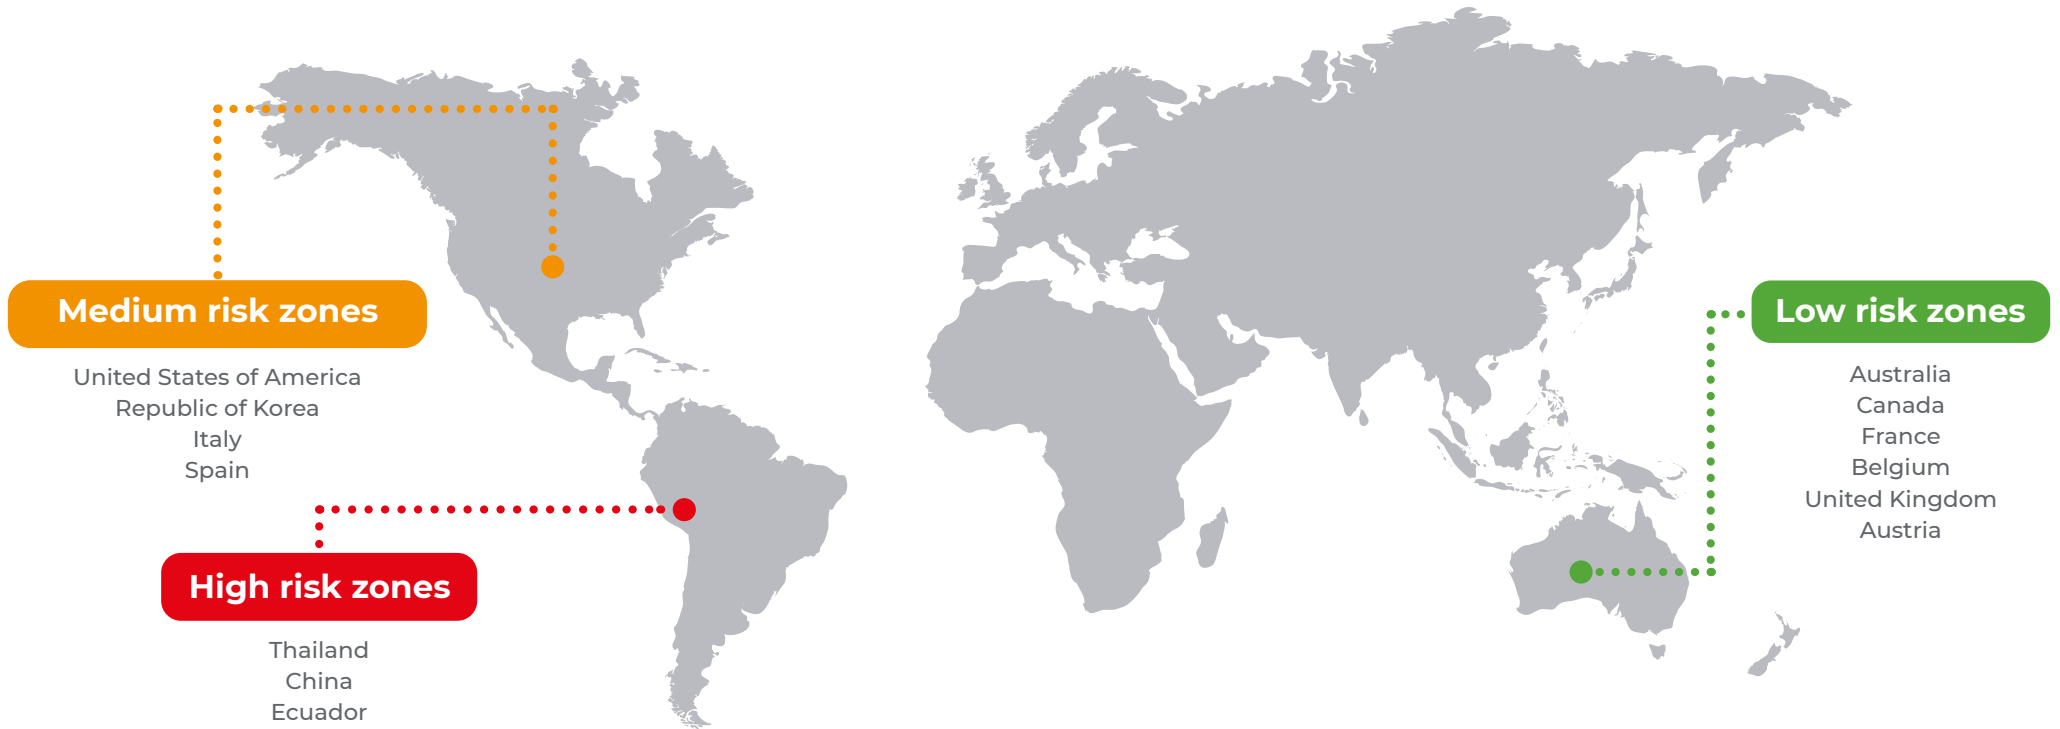 Medium risk zones
United States of America
Republic of Korea
Italy
Spain
High risk zones
Thailand
China
Ecuador
Low risk zones
Australia
Canada
France
Belgium
United Kingdom
Austria